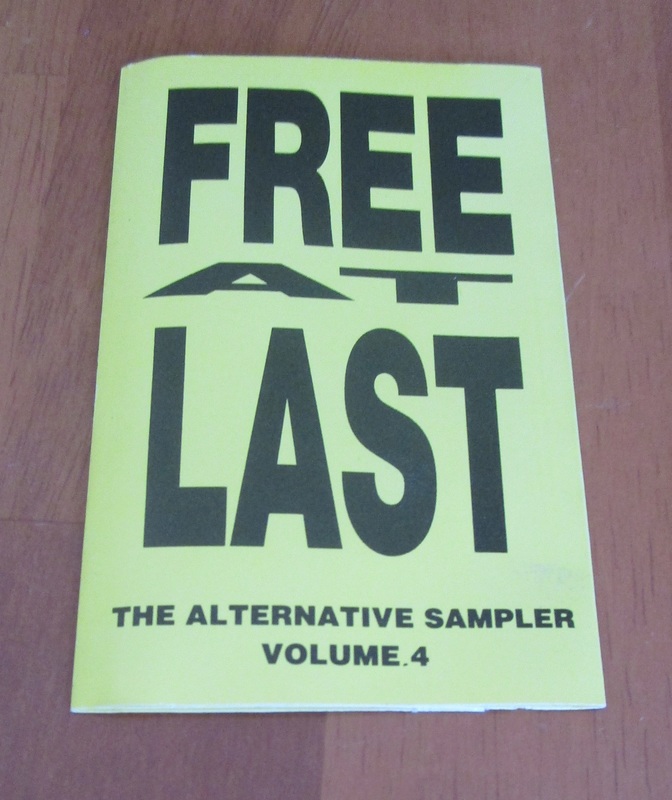 FREE
AT
LAST
THE ALTERNATIVE SAMPLER
VOLUME.4